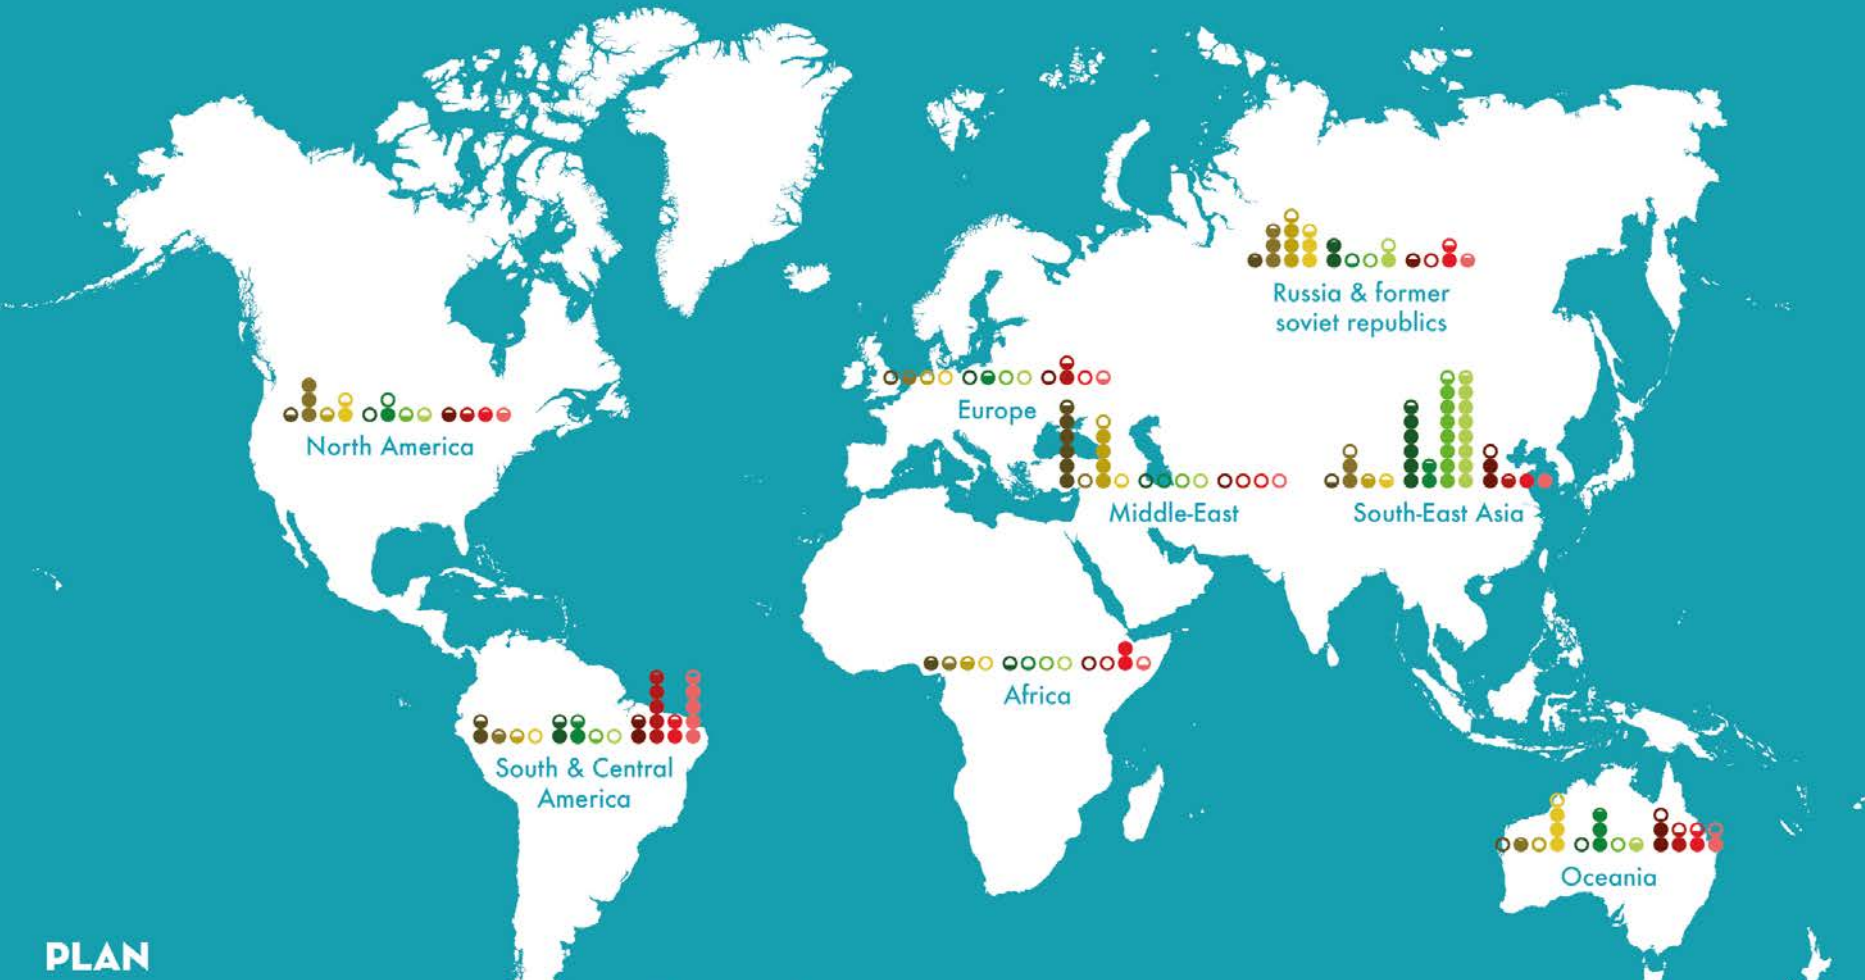 Russia & former
soviet republics
Europe
North America
Middle-East
South-East Asia
Africa
South & Central
America
Oceania
PLAN